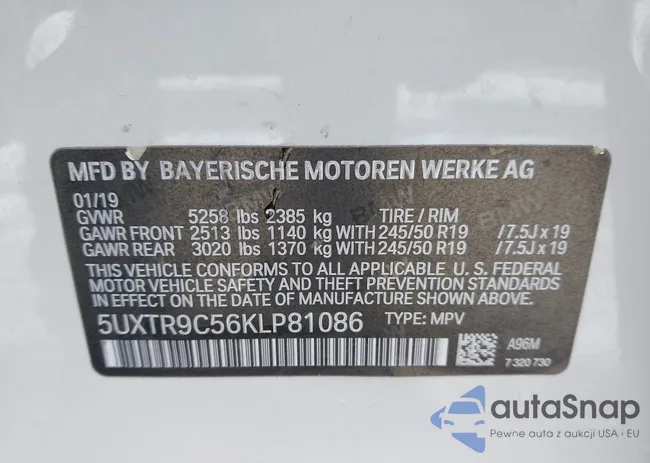 MFD BY BAYERISCHE MOTOREN WERKE AG
01/19
GVWR 5258 lbs 2385 kg TIRE / RIM
GAWR FRONT 2513 lbs 1140 kg WITH 245/50 R19 /7.5J x 19
GAWR REAR 3020 lbs 1370 kg WITH 245/50 R19 /7.5J x 19
THIS VEHICLE CONFORMS TO ALL APPLICABLE U. S. FEDERAL
MOTOR VEHICLE SAFETY AND THEFT PREVENTION STANDARDS
IN EFFECT ON THE DATE OF MANUFACTURE SHOWN ABOVE.
5UXTR9C56KLP81086 TYPE: MPV
A96M
7 320 730
autaSnap
Pewne auta z aukcji USA i EU